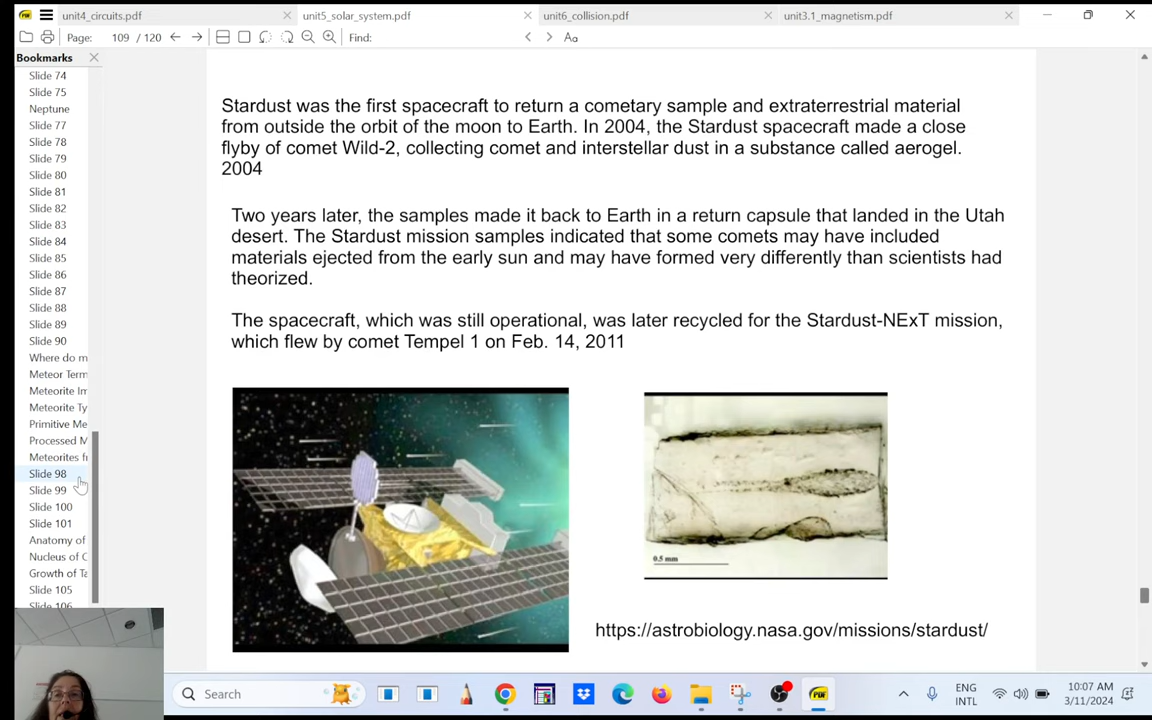 unit4_circuits.pdf
unit5_solar_system.pdf
unit6_collision.pdf
unit3.1_magnetism.pdf
Page: 109 / 120
Find:
Aa
Bookmarks
Slide 74
Slide 75
Neptune
Slide 77
Slide 78
Slide 79
Slide 80
Slide 81
Slide 82
Slide 83
Slide 84
Slide 85
Slide 86
Slide 87
Slide 88
Slide 89
Slide 90
Where do m
Meteor Term
Meteorite Im
Meteorite Ty
Primitive Me
Processed M
Meteorites f
Slide 98
Slide 99
Slide 100
Slide 101
Anatomy of
Nucleus of C
Growth of Ta
Slide 105
Slide 106
Stardust was the first spacecraft to return a cometary sample and extraterrestrial material
from outside the orbit of the moon to Earth. In 2004, the Stardust spacecraft made a close
flyby of comet Wild-2, collecting comet and interstellar dust in a substance called aerogel.
2004
Two years later, the samples made it back to Earth in a return capsule that landed in the Utah
desert. The Stardust mission samples indicated that some comets may have included
materials ejected from the early sun and may have formed very differently than scientists had
theorized.
The spacecraft, which was still operational, was later recycled for the Stardust-NExT mission,
which flew by comet Tempel 1 on Feb. 14, 2011
0.5 mm
https://astrobiology.nasa.gov/missions/stardust/
Search
PDF
ENG
INTL
10:07 AM
3/11/2024